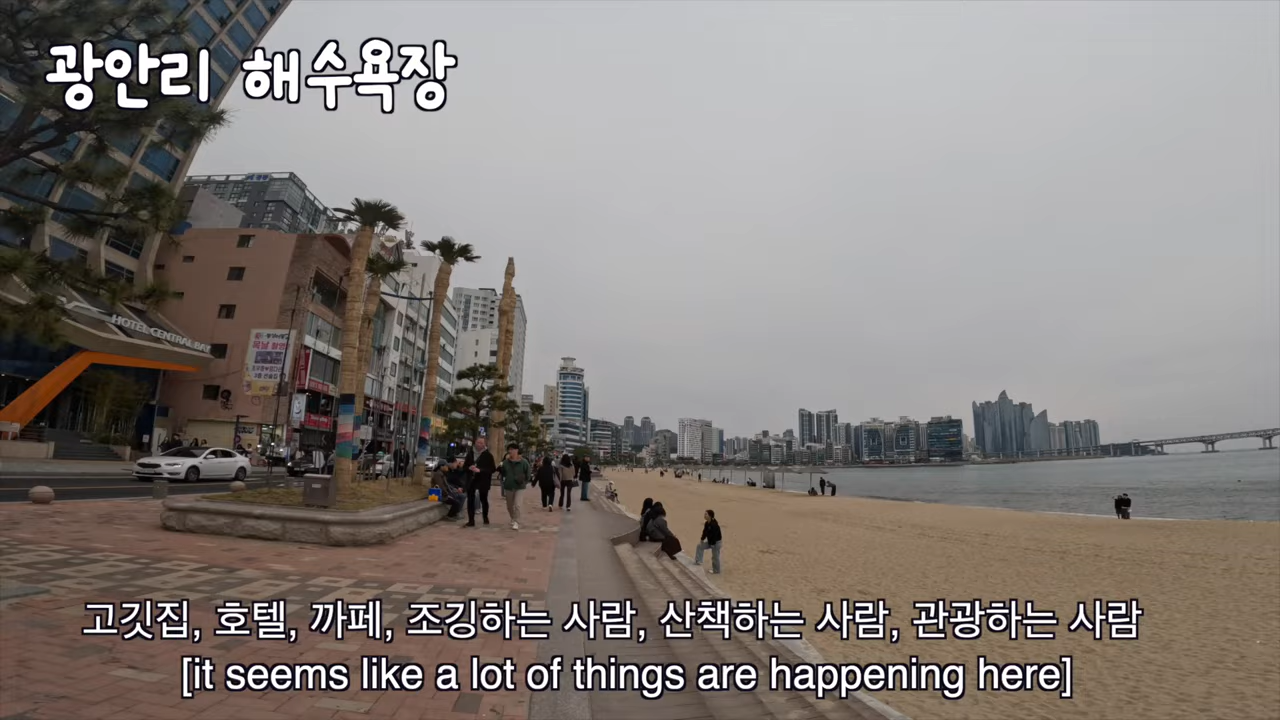 광안리 해수욕장
HOTEL CENTRAL BAY
고깃집, 호텔, 까페, 조깅하는 사람, 산책하는 사람, 관광하는 사람
[it seems like a lot of things are happening here]